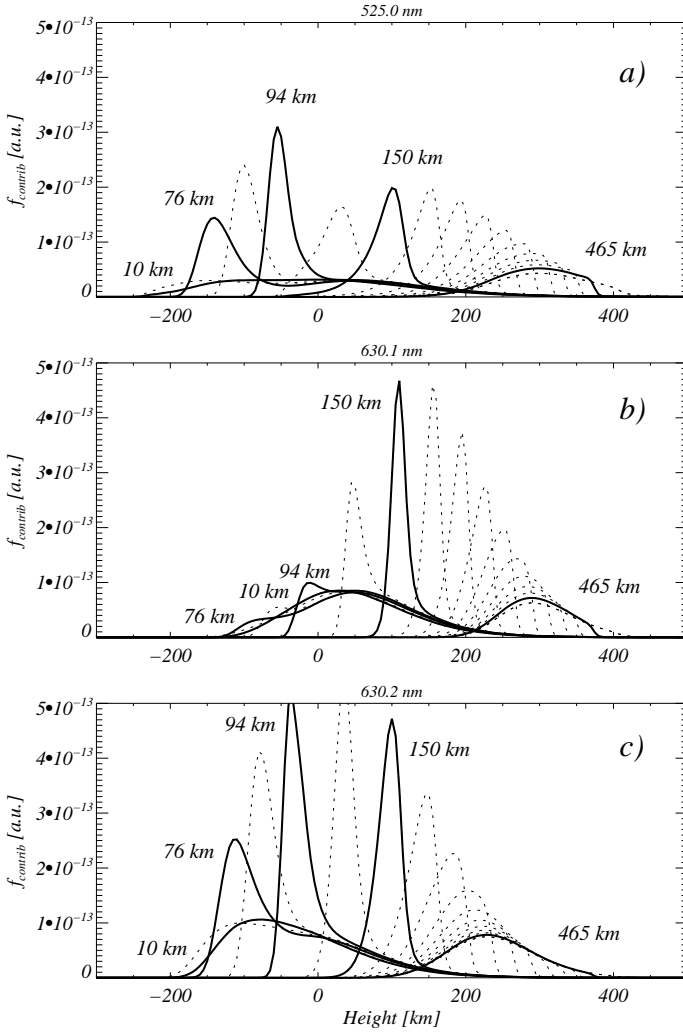 525.0 nm
5•10⁻¹³
a)
94 km
4•10⁻¹³
f_contrib [a.u.]
3•10⁻¹³
150 km
2•10⁻¹³
76 km
1•10⁻¹³
10 km
465 km
0
−200 0 200 400
630.1 nm
5•10⁻¹³
150 km
b)
4•10⁻¹³
f_contrib [a.u.]
3•10⁻¹³
2•10⁻¹³
1•10⁻¹³
94 km
10 km
465 km
76 km
0
−200 0 200 400
630.2 nm
5•10⁻¹³
94 km
c)
150 km
4•10⁻¹³
f_contrib [a.u.]
3•10⁻¹³
76 km
2•10⁻¹³
1•10⁻¹³
10 km
465 km
0
−200 0 200 400
Height [km]